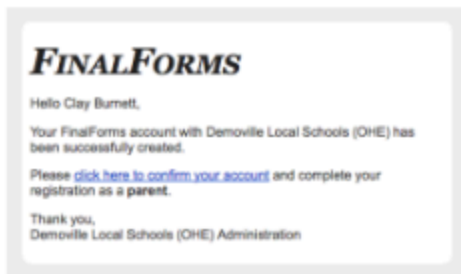 FINALFORMS
Hello Clay Burnett,
Your FinalForms account with Demoville Local Schools (OHE) has
been successfully created.
Please click here to confirm your account and complete your
registration as a parent.
Thank you,
Demoville Local Schools (OHE) Administration